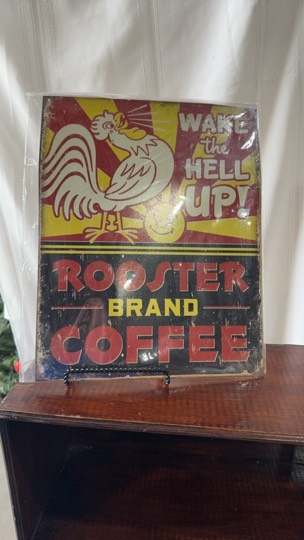 WAKE
the
HELL
UP!
ROOSTER
BRAND
COFFEE